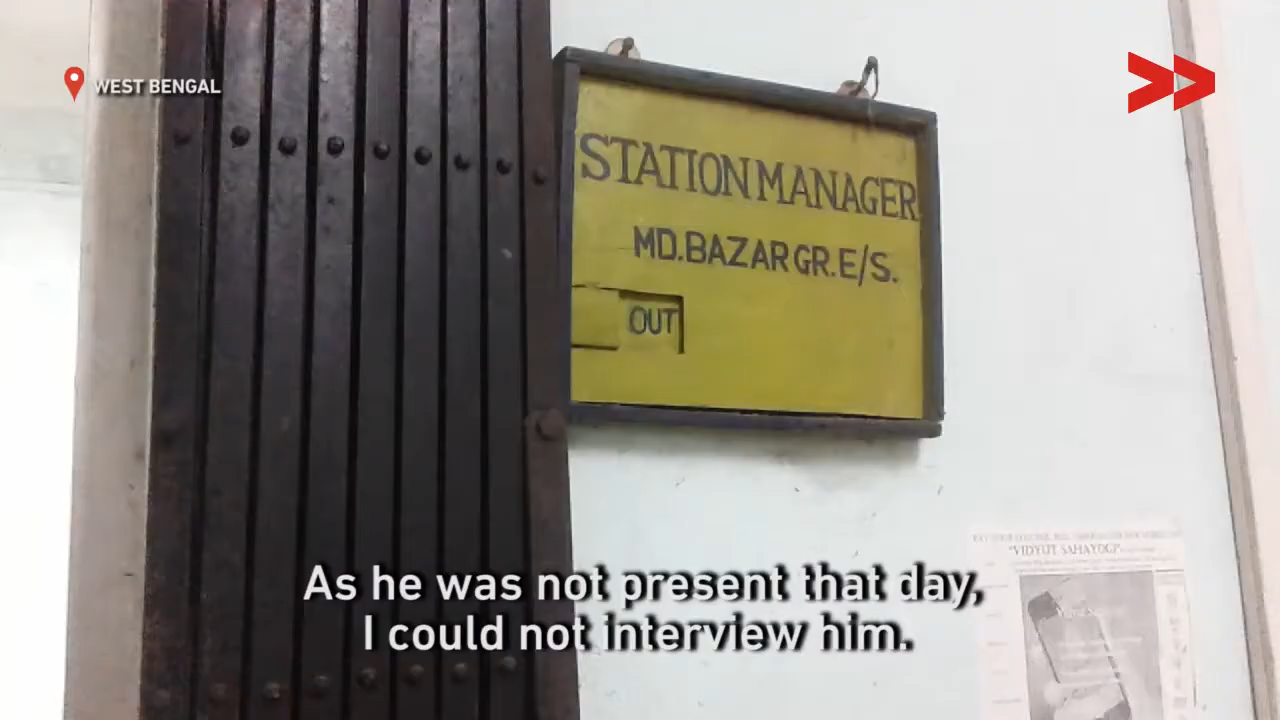 WEST BENGAL
STATION MANAGER
MD. BAZAR GR. E/S.
OUT
"VIDYUT SAHAYOGI"
As he was not present that day,
I could not interview him.